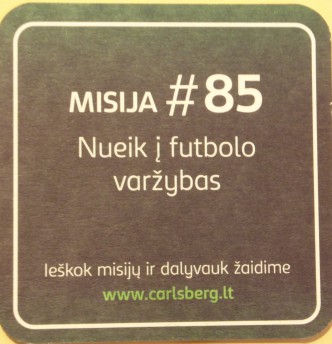 MISIJA #85
Nueik į futbolo
varžybas
Ieškok misijų ir dalyvauk žaidime
www.carlsberg.lt